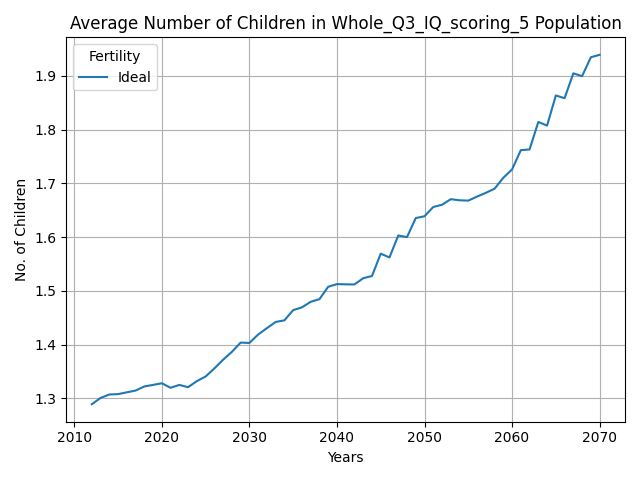 Average Number of Children in Whole_Q3_IQ_scoring_5 Population
Fertility
Ideal
No. of Children
1.9
1.8
1.7
1.6
1.5
1.4
1.3
2010 2020 2030 2040 2050 2060 2070
Years